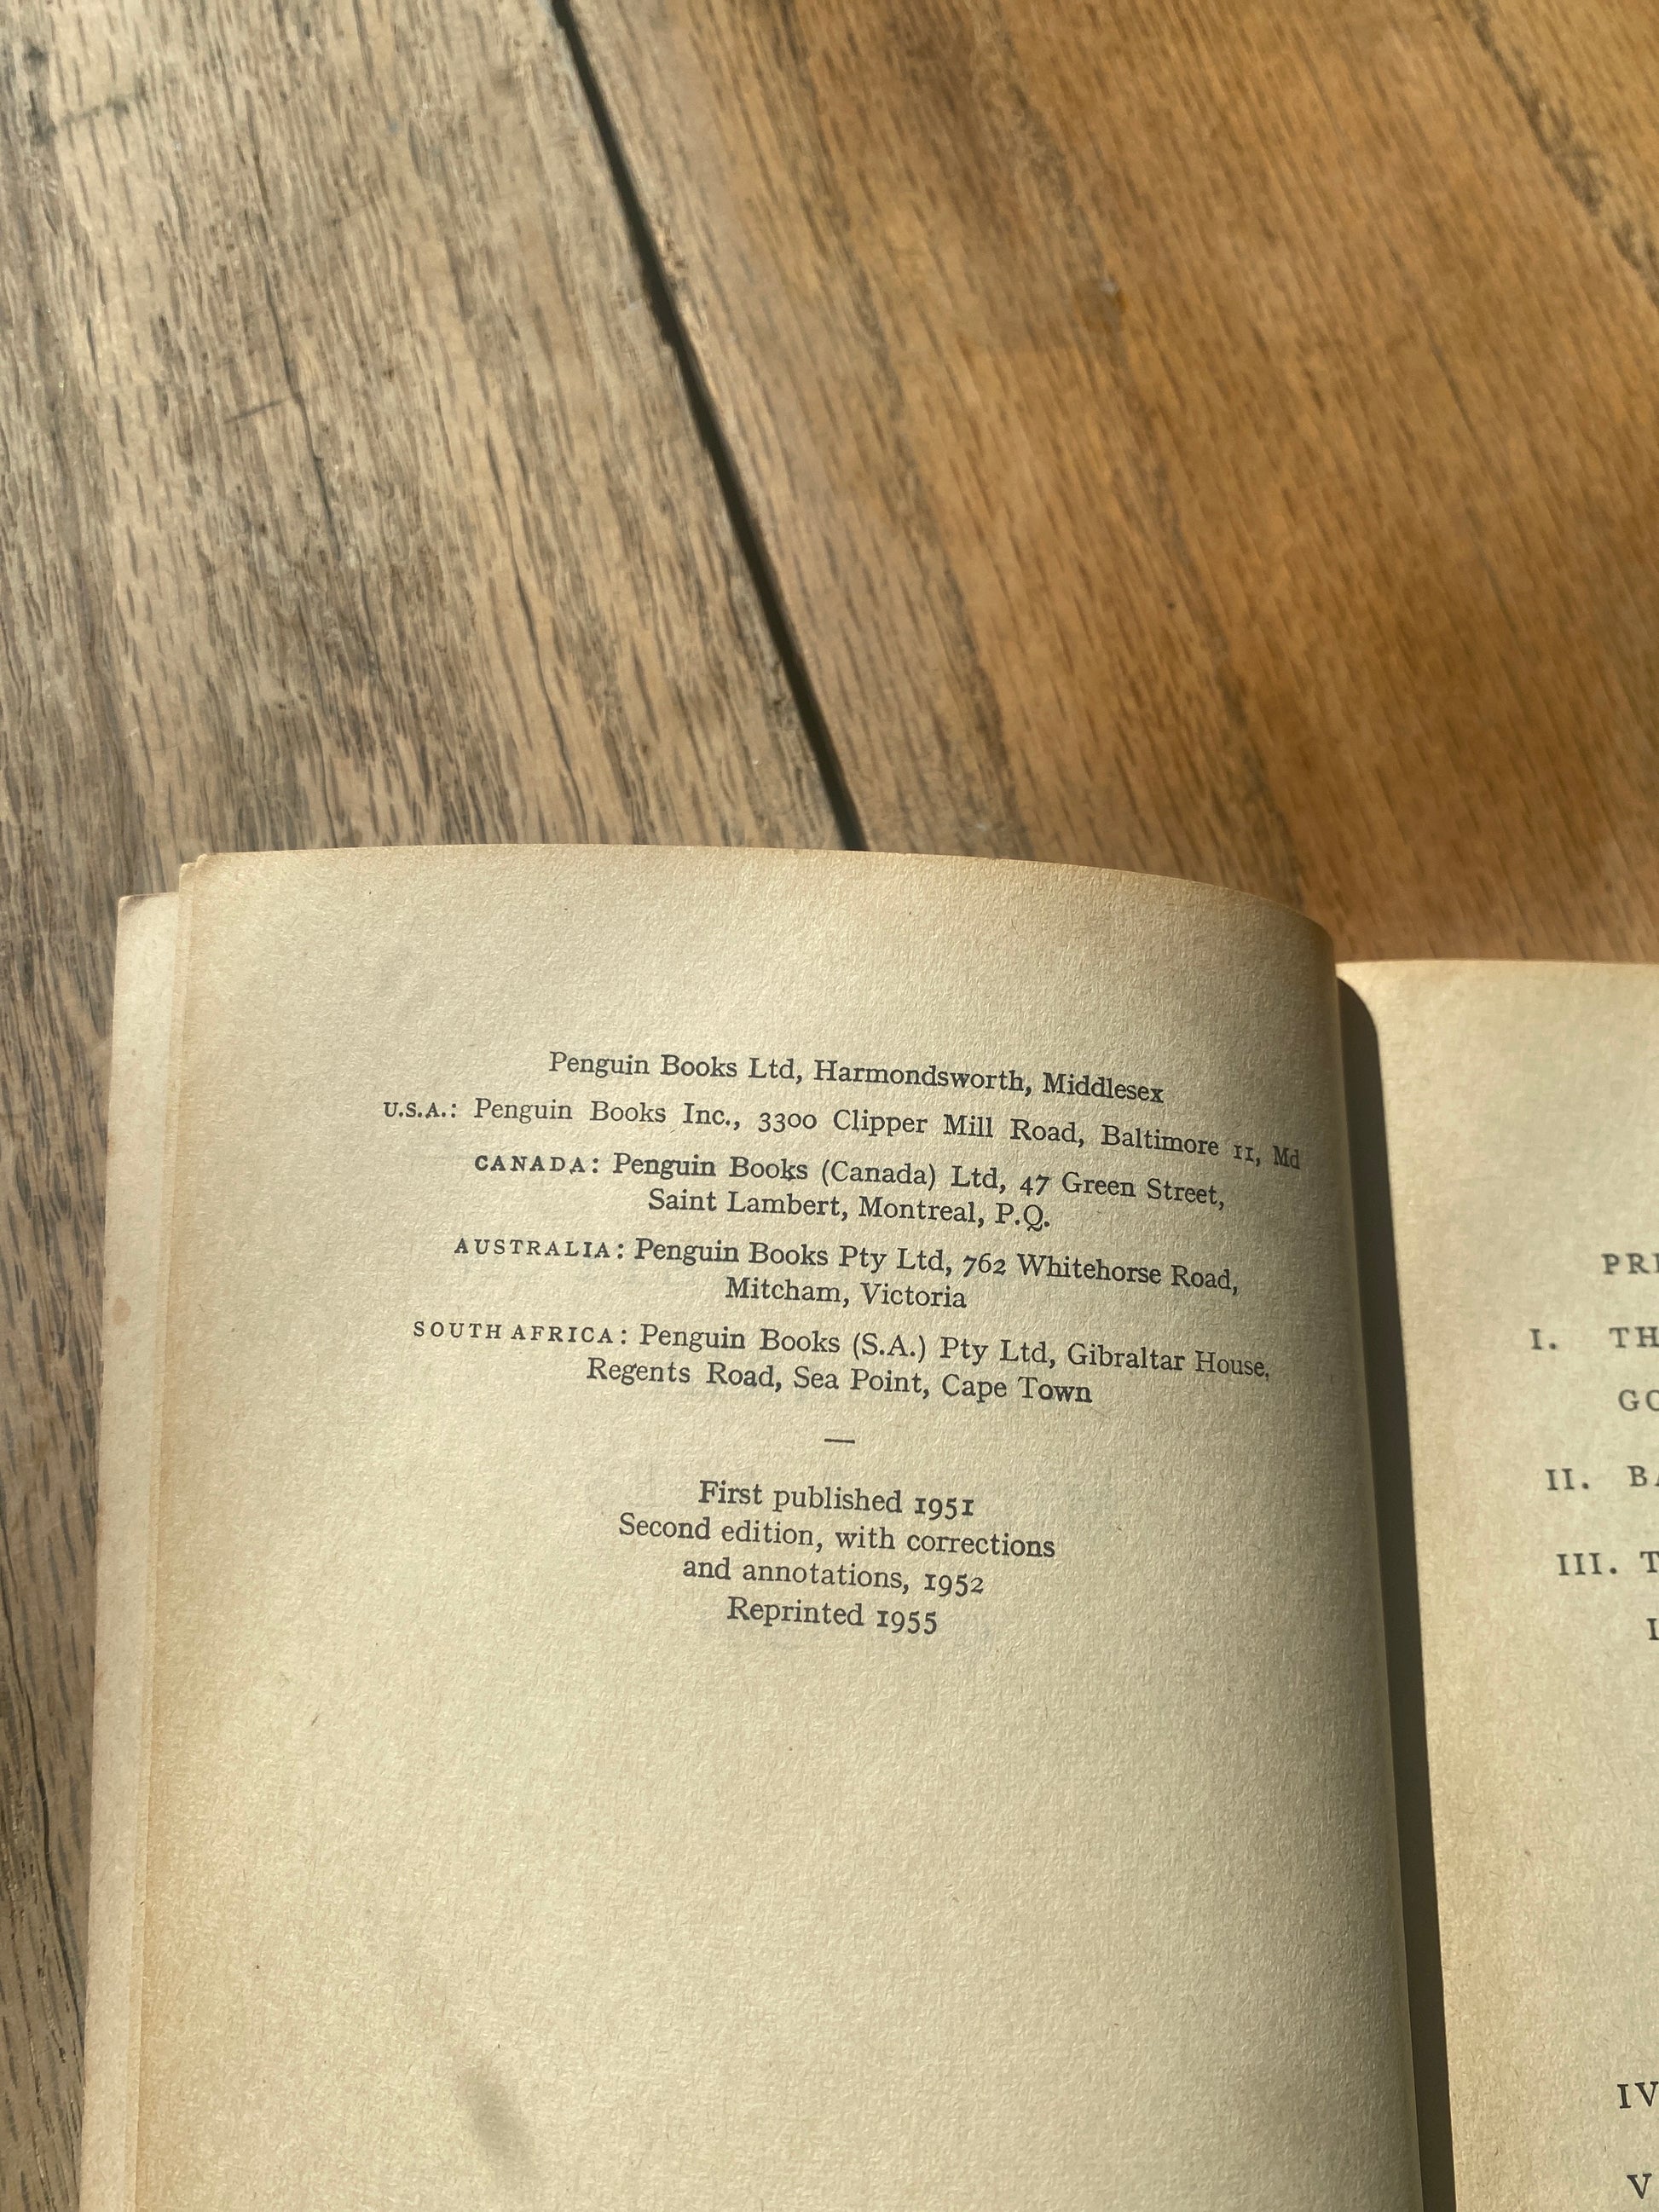 Penguin Books Ltd, Harmondsworth, Middlesex
U.S.A.: Penguin Books Inc., 3300 Clipper Mill Road, Baltimore 11, Md
CANADA: Penguin Books (Canada) Ltd, 47 Green Street,
Saint Lambert, Montreal, P.Q.
AUSTRALIA: Penguin Books Pty Ltd, 762 Whitehorse Road,
Mitcham, Victoria
SOUTH AFRICA: Penguin Books (S.A.) Pty Ltd, Gibraltar House,
Regents Road, Sea Point, Cape Town
—
First published 1951
Second edition, with corrections
and annotations, 1952
Reprinted 1955
I.
II.
III.
IV
V